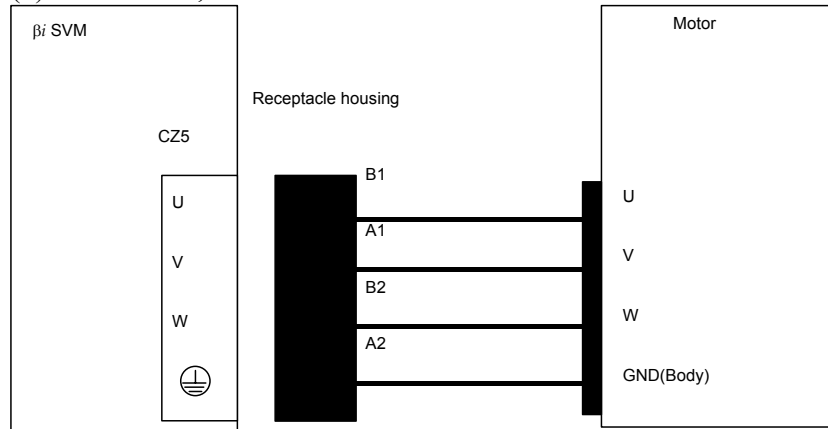 βi SVM
Motor
Receptacle housing
CZ5
B1
U
U
A1
V
V
B2
W
W
A2
GND(Body)